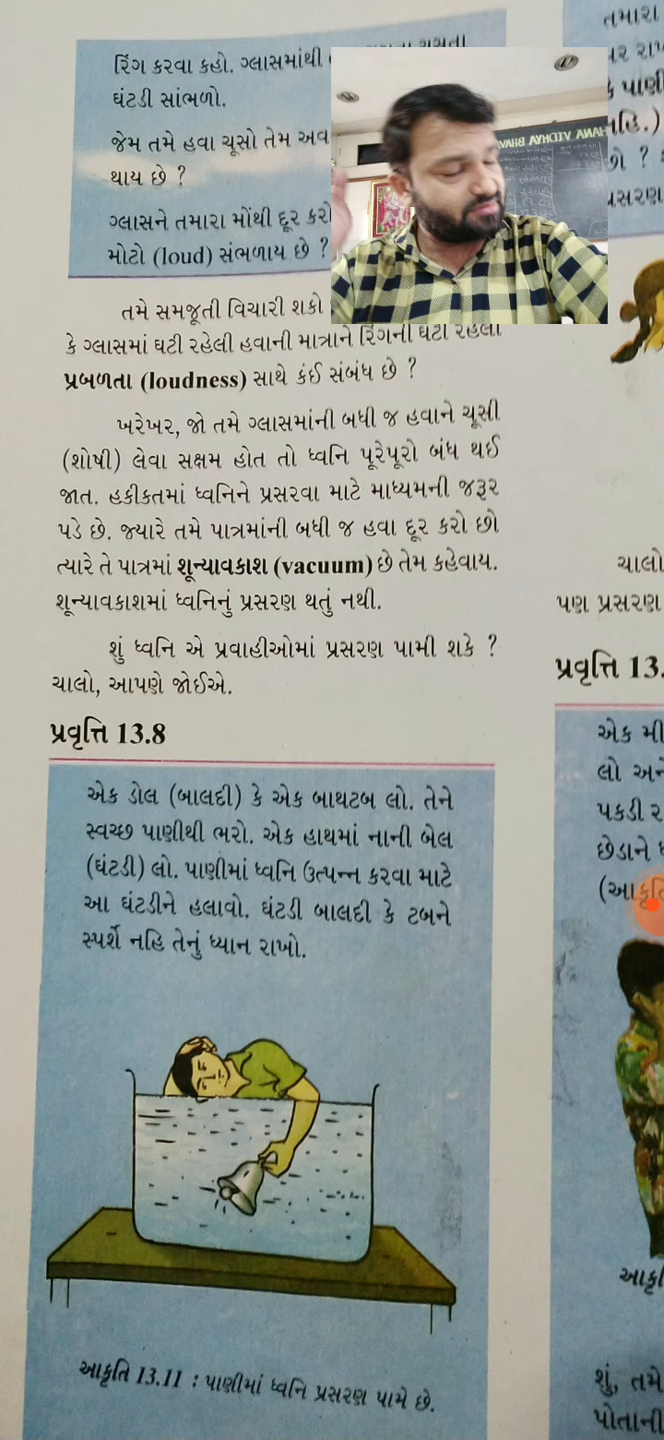 રિંગ કરવા કહો. ગ્લાસમાંથી
ઘંટડી સાંભળો.
જેમ તમે હવા ચૂસો તેમ અવ
થાય છે ?
ગ્લાસને તમારા મોંથી દૂર કરો
મોટો (loud) સંભળાય છે ?
તમે સમજૂતી વિચારી શકો
કે ગ્લાસમાં ઘટી રહેલી હવાની માત્રાને રિંગની ઘટી રહેલી
પ્રબળતા (loudness) સાથે કંઈ સંબંધ છે ?
ખરેખર, જો તમે ગ્લાસમાંની બધી જ હવાને ચૂસી
(શોષી) લેવા સક્ષમ હોત તો ધ્વનિ પૂરેપૂરો બંધ થઈ
જાત. હકીકતમાં ધ્વનિને પ્રસરવા માટે માધ્યમની જરૂર
પડે છે. જ્યારે તમે પાત્રમાંની બધી જ હવા દૂર કરો છો
ત્યારે તે પાત્રમાં શૂન્યાવકાશ (vacuum) છે તેમ કહેવાય.
શૂન્યાવકાશમાં ધ્વનિનું પ્રસરણ થતું નથી.
શું ધ્વનિ એ પ્રવાહીઓમાં પ્રસરણ પામી શકે ?
ચાલો, આપણે જોઈએ.
પ્રવૃત્તિ 13.8
એક ડોલ (બાલદી) કે એક બાથટબ લો. તેને
સ્વચ્છ પાણીથી ભરો. એક હાથમાં નાની બેલ
(ઘંટડી) લો. પાણીમાં ધ્વનિ ઉત્પન્ન કરવા માટે
આ ઘંટડીને હલાવો. ઘંટડી બાલદી કે ટબને
સ્પર્શે નહિ તેનું ધ્યાન રાખો.
આકૃતિ 13.11 : પાણીમાં ધ્વનિ પ્રસરણ પામે છે.
તમારા
પાણી
છો ?
પ્રસરણ
ચાલો
પણ પ્રસરણ
પ્રવૃત્તિ 13.
એક મી
લો અને
પકડી ર
છેડાને
(આકૃતિ
આકૃ
શું, તમે
પોતાની